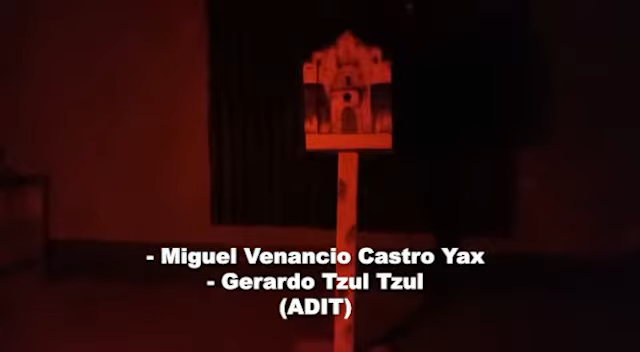 - Miguel Venancio Castro Yax
- Gerardo Tzul Tzul
(ADIT)